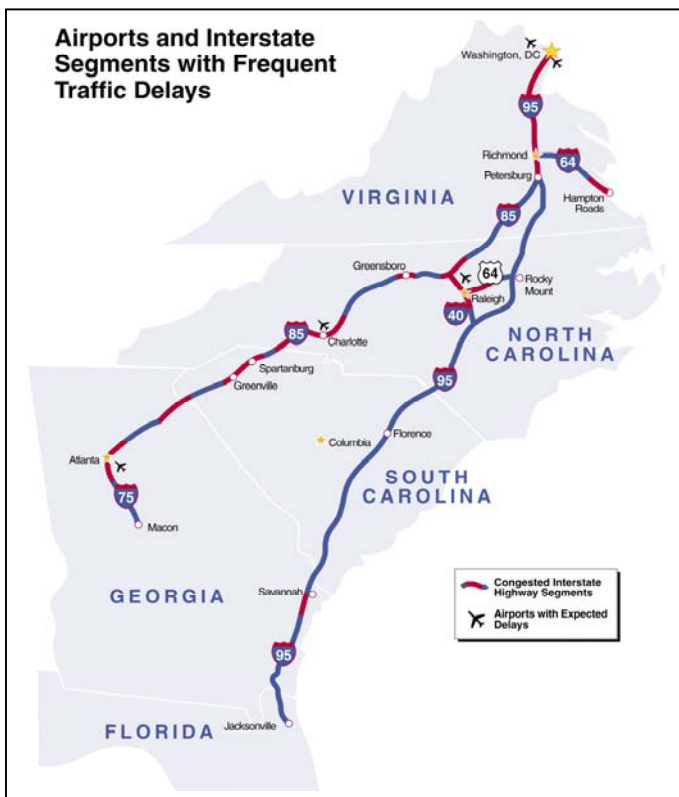 Airports and Interstate
Segments with Frequent
Traffic Delays
Washington, DC
95
Richmond
64
Petersburg
Hampton
Roads
VIRGINIA
85
Greensboro
64
Rocky
Mount
Raleigh
40
85
Charlotte
NORTH
CAROLINA
Spartanburg
Greenville
95
Columbia
Florence
Atlanta
SOUTH
CAROLINA
75
Macon
GEORGIA
Savannah
95
Jacksonville
FLORIDA
Congested Interstate
Highway Segments
Airports with Expected
Delays